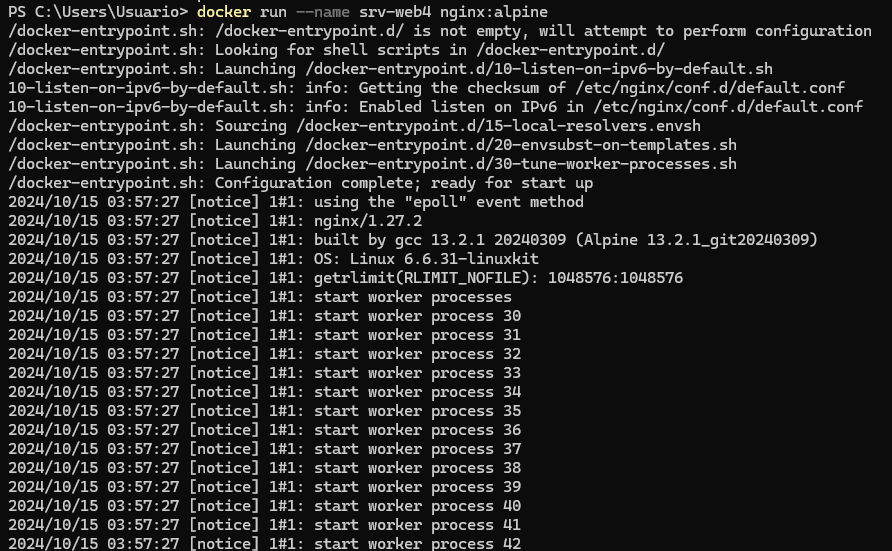 PS C:\Users\Usuario> docker run --name srv-web4 nginx:alpine
/docker-entrypoint.sh: /docker-entrypoint.d/ is not empty, will attempt to perform configuration
/docker-entrypoint.sh: Looking for shell scripts in /docker-entrypoint.d/
/docker-entrypoint.sh: Launching /docker-entrypoint.d/10-listen-on-ipv6-by-default.sh
10-listen-on-ipv6-by-default.sh: info: Getting the checksum of /etc/nginx/conf.d/default.conf
10-listen-on-ipv6-by-default.sh: info: Enabled listen on IPv6 in /etc/nginx/conf.d/default.conf
/docker-entrypoint.sh: Sourcing /docker-entrypoint.d/15-local-resolvers.envsh
/docker-entrypoint.sh: Launching /docker-entrypoint.d/20-envsubst-on-templates.sh
/docker-entrypoint.sh: Launching /docker-entrypoint.d/30-tune-worker-processes.sh
/docker-entrypoint.sh: Configuration complete; ready for start up
2024/10/15 03:57:27 [notice] 1#1: using the "epoll" event method
2024/10/15 03:57:27 [notice] 1#1: nginx/1.27.2
2024/10/15 03:57:27 [notice] 1#1: built by gcc 13.2.1 20240309 (Alpine 13.2.1_git20240309)
2024/10/15 03:57:27 [notice] 1#1: OS: Linux 6.6.31-linuxkit
2024/10/15 03:57:27 [notice] 1#1: getrlimit(RLIMIT_NOFILE): 1048576:1048576
2024/10/15 03:57:27 [notice] 1#1: start worker processes
2024/10/15 03:57:27 [notice] 1#1: start worker process 30
2024/10/15 03:57:27 [notice] 1#1: start worker process 31
2024/10/15 03:57:27 [notice] 1#1: start worker process 32
2024/10/15 03:57:27 [notice] 1#1: start worker process 33
2024/10/15 03:57:27 [notice] 1#1: start worker process 34
2024/10/15 03:57:27 [notice] 1#1: start worker process 35
2024/10/15 03:57:27 [notice] 1#1: start worker process 36
2024/10/15 03:57:27 [notice] 1#1: start worker process 37
2024/10/15 03:57:27 [notice] 1#1: start worker process 38
2024/10/15 03:57:27 [notice] 1#1: start worker process 39
2024/10/15 03:57:27 [notice] 1#1: start worker process 40
2024/10/15 03:57:27 [notice] 1#1: start worker process 41
2024/10/15 03:57:27 [notice] 1#1: start worker process 42